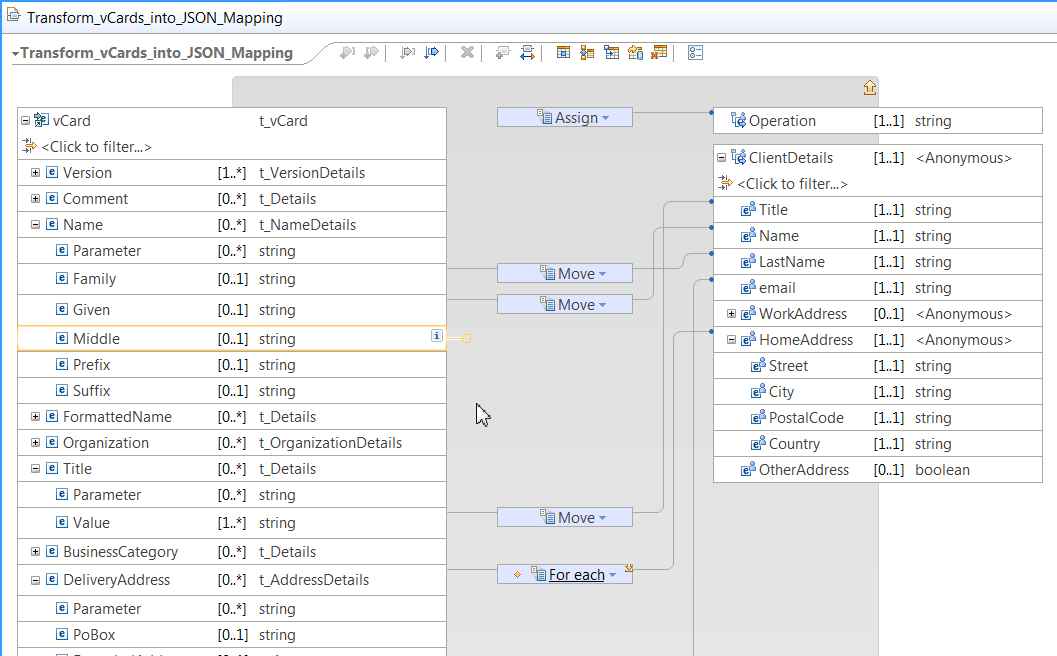 Transform_vCards_into_JSON_Mapping
Transform_vCards_into_JSON_Mapping
vCard t_vCard
<Click to filter...>
Version [1..*] t_VersionDetails
Comment [0..*] t_Details
Name [0..*] t_NameDetails
Parameter [0..*] string
Family [0..1] string
Given [0..1] string
Middle [0..1] string
Prefix [0..1] string
Suffix [0..1] string
FormattedName [0..*] t_Details
Organization [0..*] t_OrganizationDetails
Title [0..*] t_Details
Parameter [0..*] string
Value [1..*] string
BusinessCategory [0..*] t_Details
DeliveryAddress [0..*] t_AddressDetails
Parameter [0..*] string
PoBox [0..1] string
Assign
Move
Move
Move
For each
Operation [1..1] string
ClientDetails [1..1] <Anonymous>
<Click to filter...>
Title [1..1] string
Name [1..1] string
LastName [1..1] string
email [1..1] string
WorkAddress [0..1] <Anonymous>
HomeAddress [1..1] <Anonymous>
Street [1..1] string
City [1..1] string
PostalCode [1..1] string
Country [1..1] string
OtherAddress [0..1] boolean